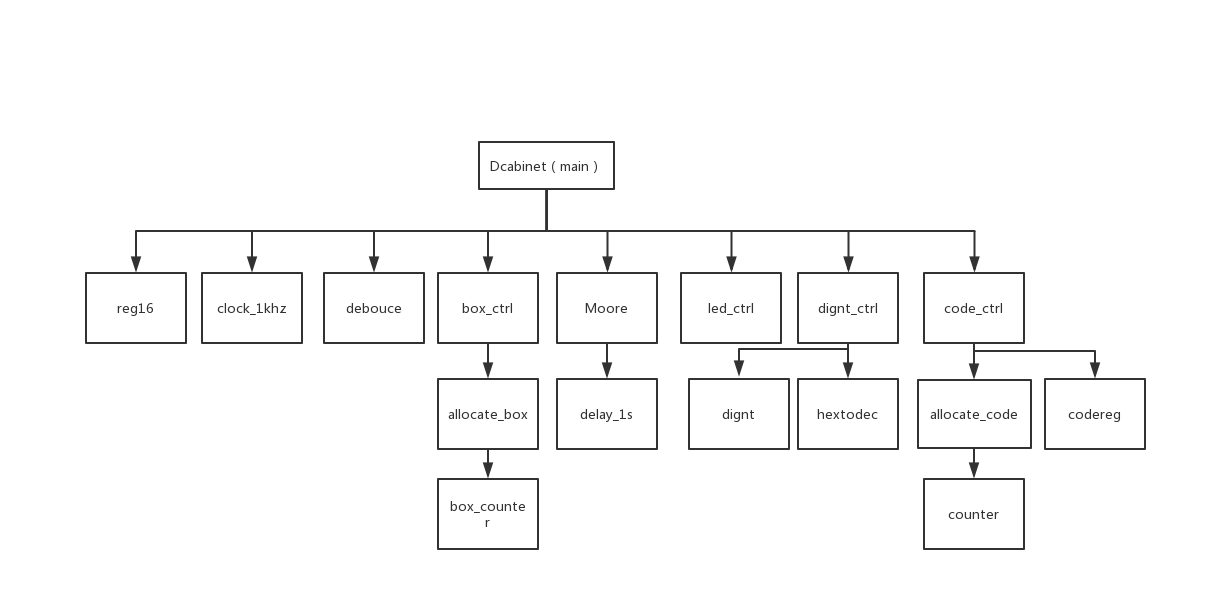 Dcabinet ( main )
reg16
clock_1khz
debouce
box_ctrl
Moore
led_ctrl
dignt_ctrl
code_ctrl
allocate_box
delay_1s
dignt
hextodec
allocate_code
codereg
box_counte
r
counter